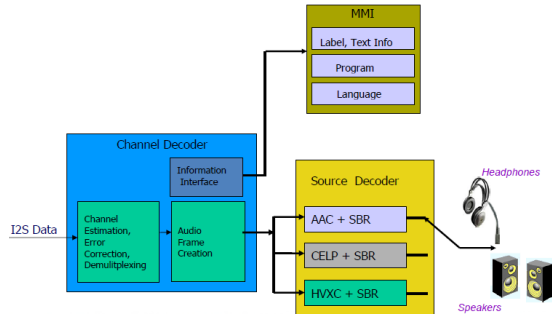 MMI
Label, Text Info
Program
Language
Channel Decoder
Information
Interface
Source Decoder
Headphones
I2S Data
Channel
Estimation,
Error
Correction,
Demulitplexing
Audio
Frame
Creation
AAC + SBR
CELP + SBR
HVXC + SBR
Speakers